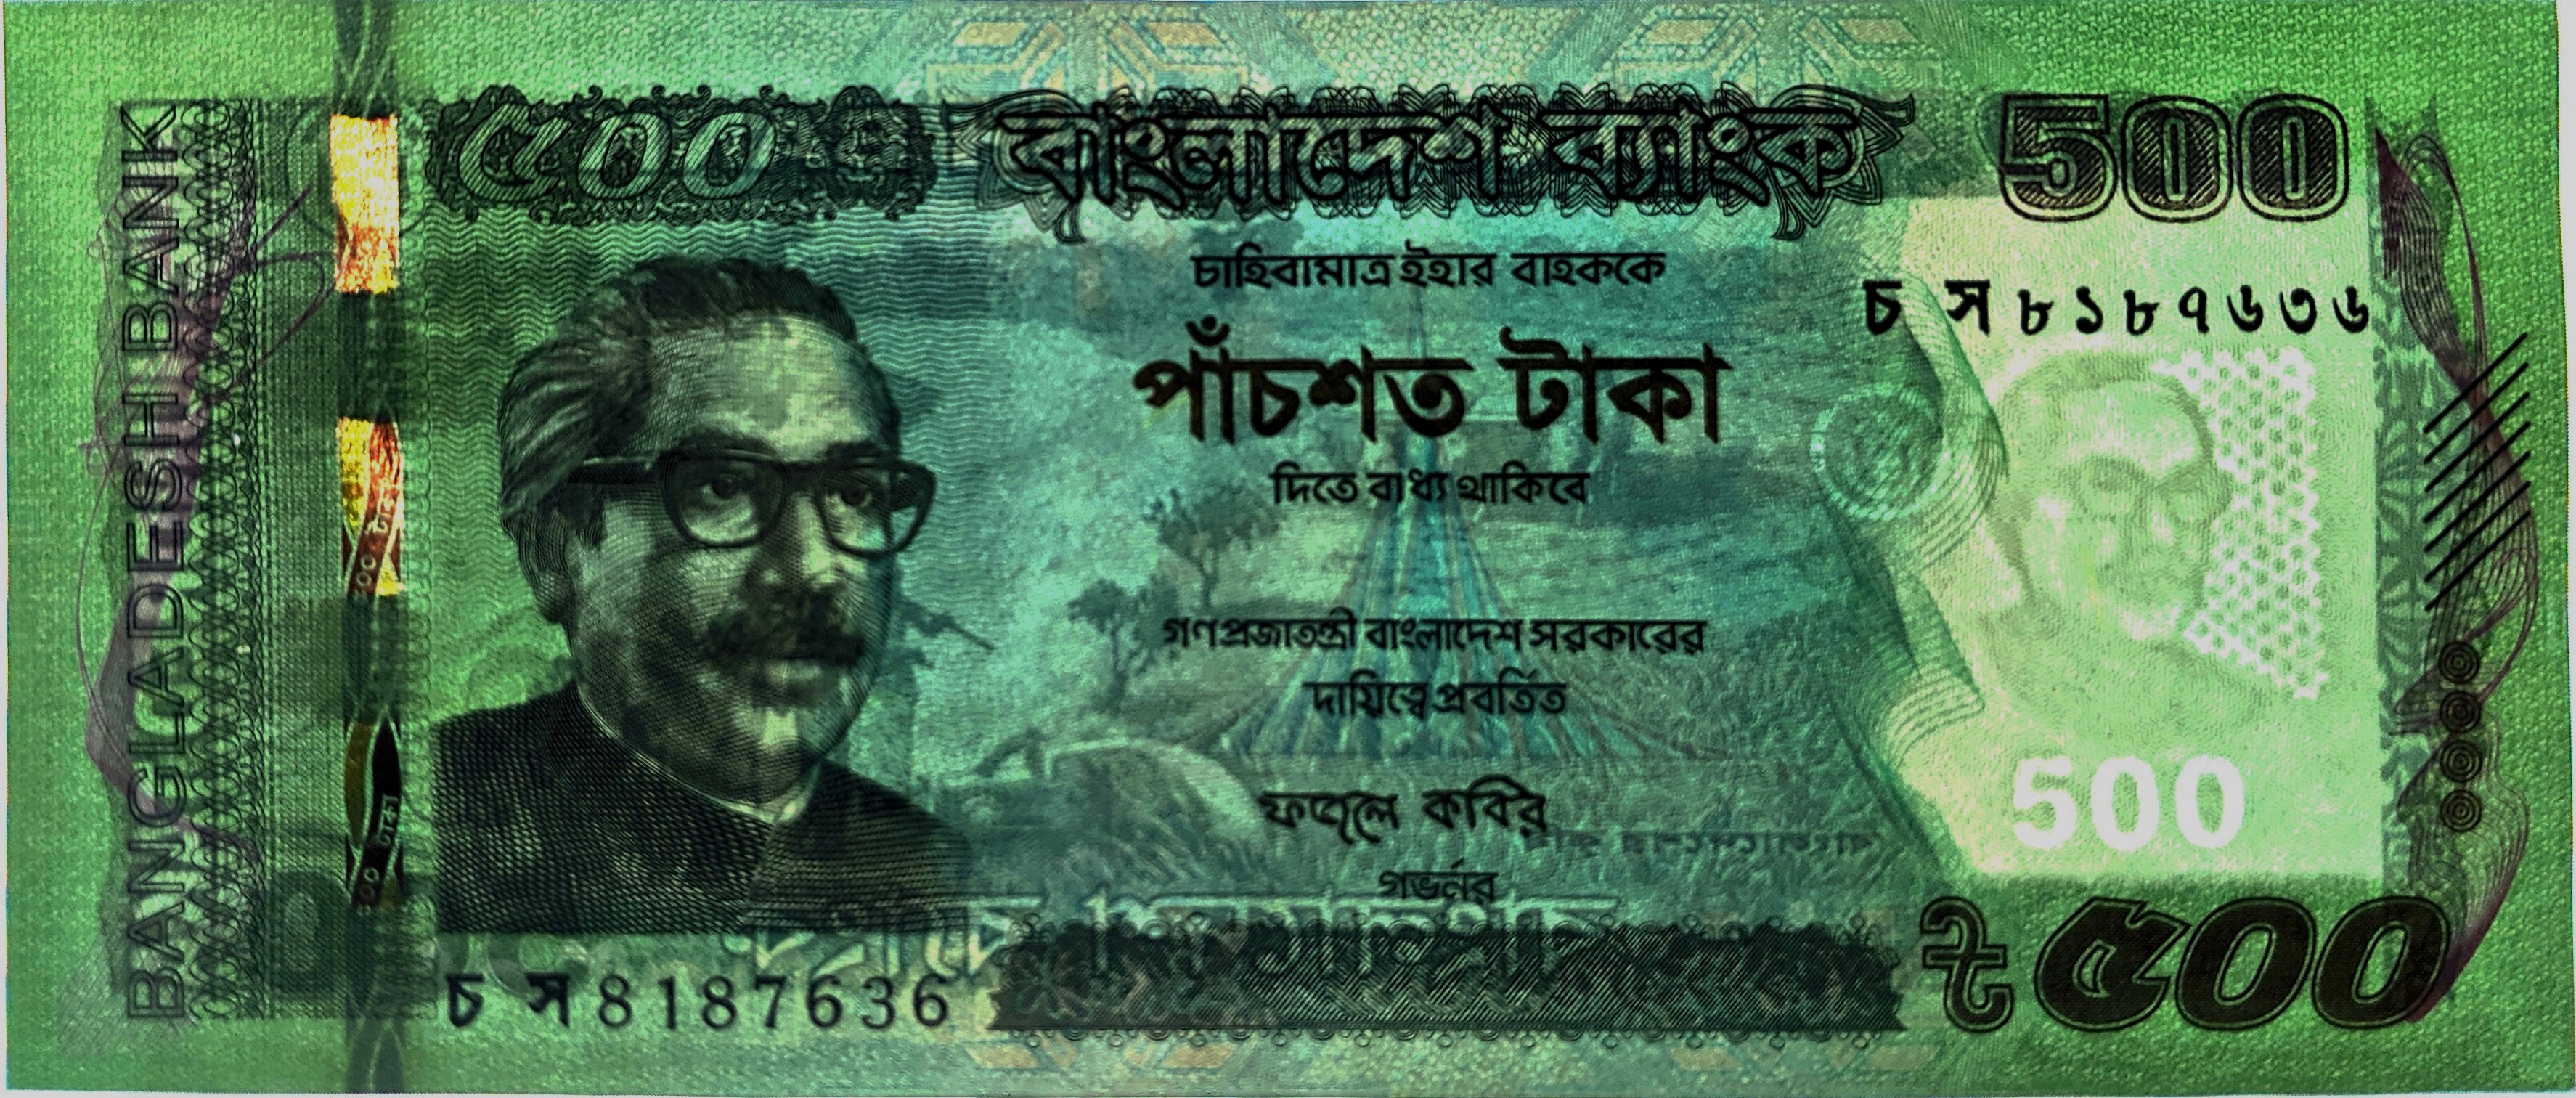 BANGLADESH BANK
৫০০
বাংলাদেশ ব্যাংক
500
চাহিবামাত্র ইহার বাহককে
চ স ৮১৮৭৬৩৬
পাঁচশত টাকা
দিতে বাধ্য থাকিবে
গণপ্রজাতন্ত্রী বাংলাদেশ সরকারের
দায়িত্বে প্রবর্তিত
500
ফজলে কবির
গভর্নর
৳৫০০
চ স 8187636